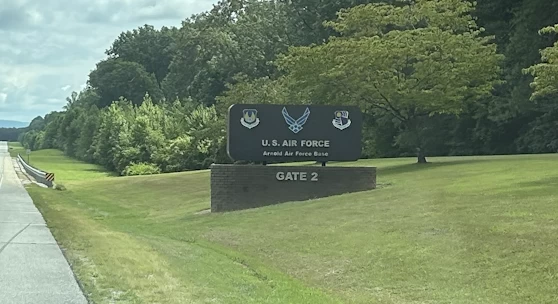 U.S. AIR FORCE
Arnold Air Force Base
GATE 2